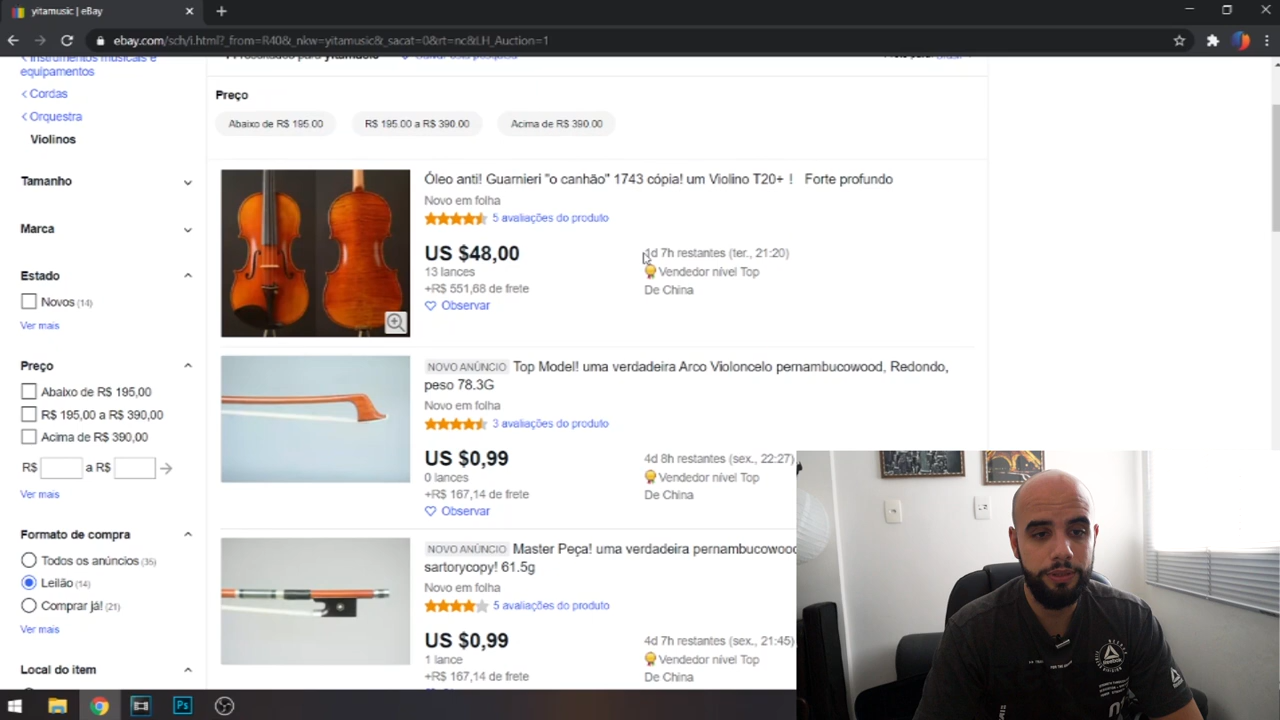 yitamusic | eBay
ebay.com/sch/i.html?_from=R40&_nkw=yitamusic&_sacat=0&rt=nc&LH_Auction=1
< Instrumentos musicais e
equipamentos
< Cordas
< Orquestra
Violinos
Tamanho
Marca
Estado
Novos (14)
Ver mais
Preço
Abaixo de R$ 195,00
R$ 195,00 a R$ 390,00
Acima de R$ 390,00
R$ a R$
Ver mais
Formato de compra
Todos os anúncios (35)
Leilão (14)
Comprar já! (21)
Ver mais
Local do item
Preço
Abaixo de R$ 195.00
R$ 195.00 a R$ 390.00
Acima de R$ 390.00
Óleo anti! Guarnieri "o canhão" 1743 cópia! um Violino T20+ ! Forte profundo
Novo em folha
5 avaliações do produto
US $48,00
13 lances
+R$ 551,68 de frete
Observar
1d 7h restantes (ter., 21:20)
Vendedor nível Top
De China
NOVO ANÚNCIO Top Model! uma verdadeira Arco Violoncelo pernambucowood, Redondo,
peso 78.3G
Novo em folha
3 avaliações do produto
US $0,99
0 lances
+R$ 167,14 de frete
Observar
4d 8h restantes (sex., 22:27)
Vendedor nível Top
De China
NOVO ANÚNCIO Master Peça! uma verdadeira pernambucowood
sartorycopy! 61.5g
Novo em folha
5 avaliações do produto
US $0,99
1 lance
+R$ 167,14 de frete
4d 7h restantes (sex., 21:45)
Vendedor nível Top
De China
Ps
Reebok